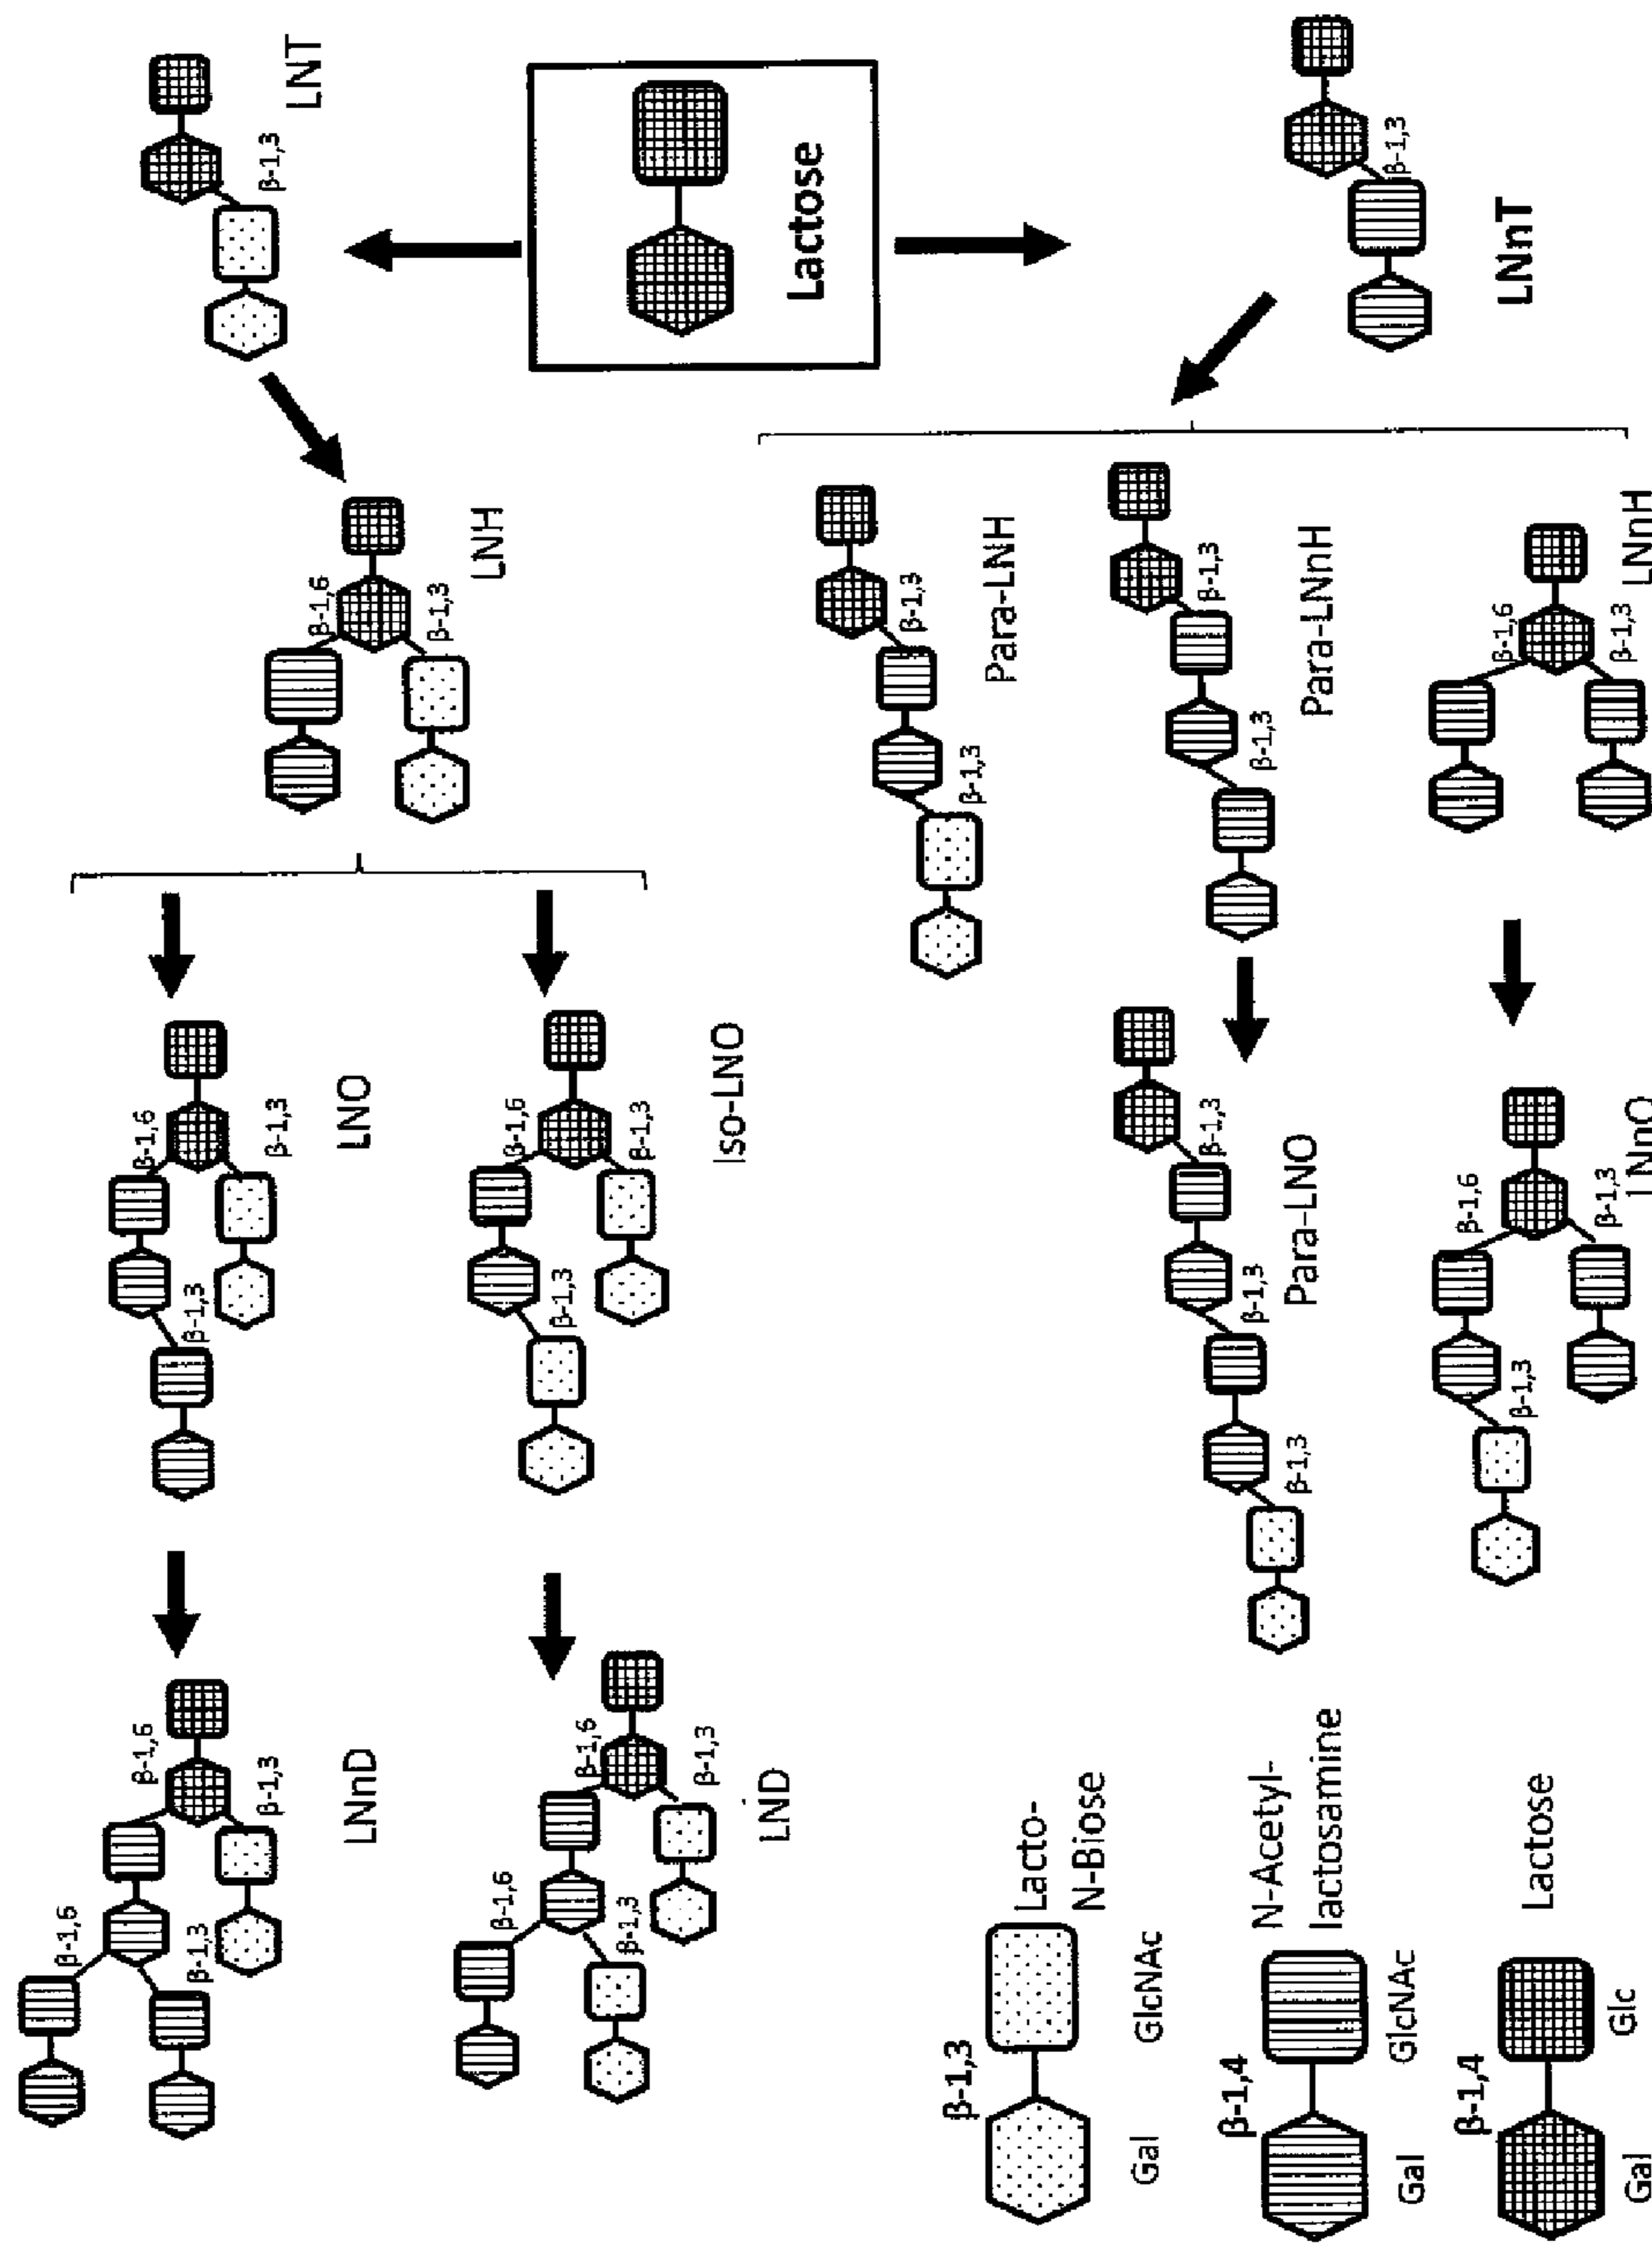 β-1,6
β-1,6
β-1,3
β-1,3
LNnD
β-1,6
β-1,3
β-1,3
LNO
β-1,6
β-1,3
LNH
β-1,3
LNT
β-1,6
β-1,6
β-1,3
β-1,3
LND
β-1,6
β-1,3
β-1,3
Iso-LNO
Lactose
β-1,3
β-1,3
Para-LNH
β-1,3
β-1,3
Para-LNnH
β-1,3
β-1,3
β-1,3
Para-LNO
β-1,6
β-1,3
β-1,3
LNnO
β-1,6
β-1,3
LNnH
β-1,3
LNnT
β-1,3
Lacto-
N-Biose
Gal GlcNAc
β-1,4
N-Acetyl-
lactosamine
Gal GlcNAc
β-1,4
Lactose
Gal Glc